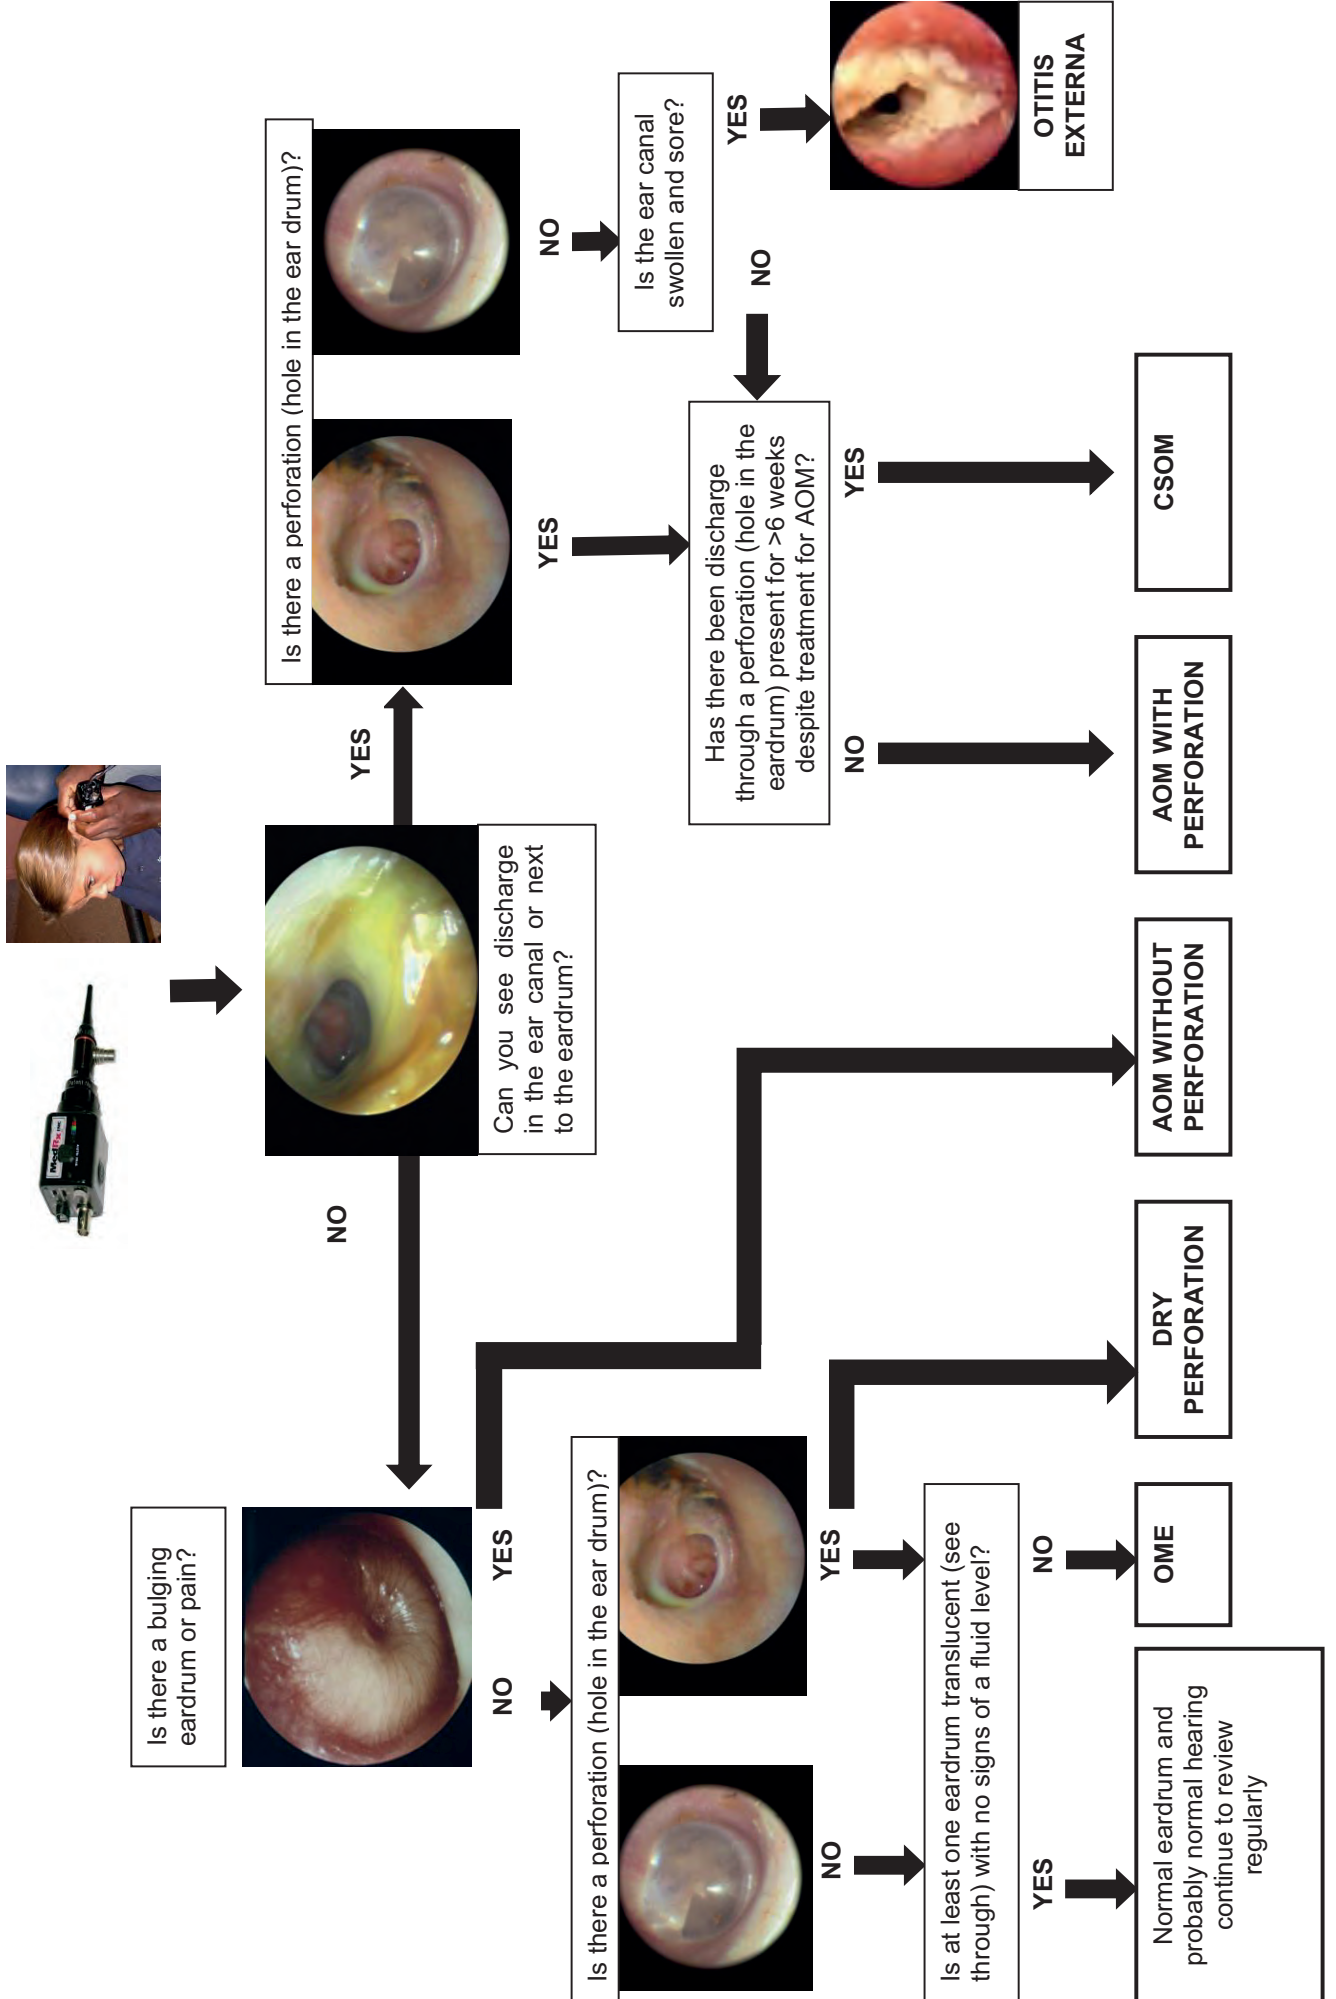 MedRx
Can you see discharge
in the ear canal or next
to the eardrum?
NO
YES
Is there a bulging
eardrum or pain?
NO
YES
Is there a perforation (hole in the ear drum)?
NO
YES
Is at least one eardrum translucent (see
through) with no signs of a fluid level?
YES
NO
Is there a perforation (hole in the ear drum)?
YES
NO
Is the ear canal
swollen and sore?
NO
YES
Has there been discharge
through a perforation (hole in the
eardrum) present for >6 weeks
despite treatment for AOM?
NO
YES
Normal eardrum and
probably normal hearing
continue to review
regularly
OME
DRY
PERFORATION
AOM WITHOUT
PERFORATION
AOM WITH
PERFORATION
CSOM
OTITIS
EXTERNA